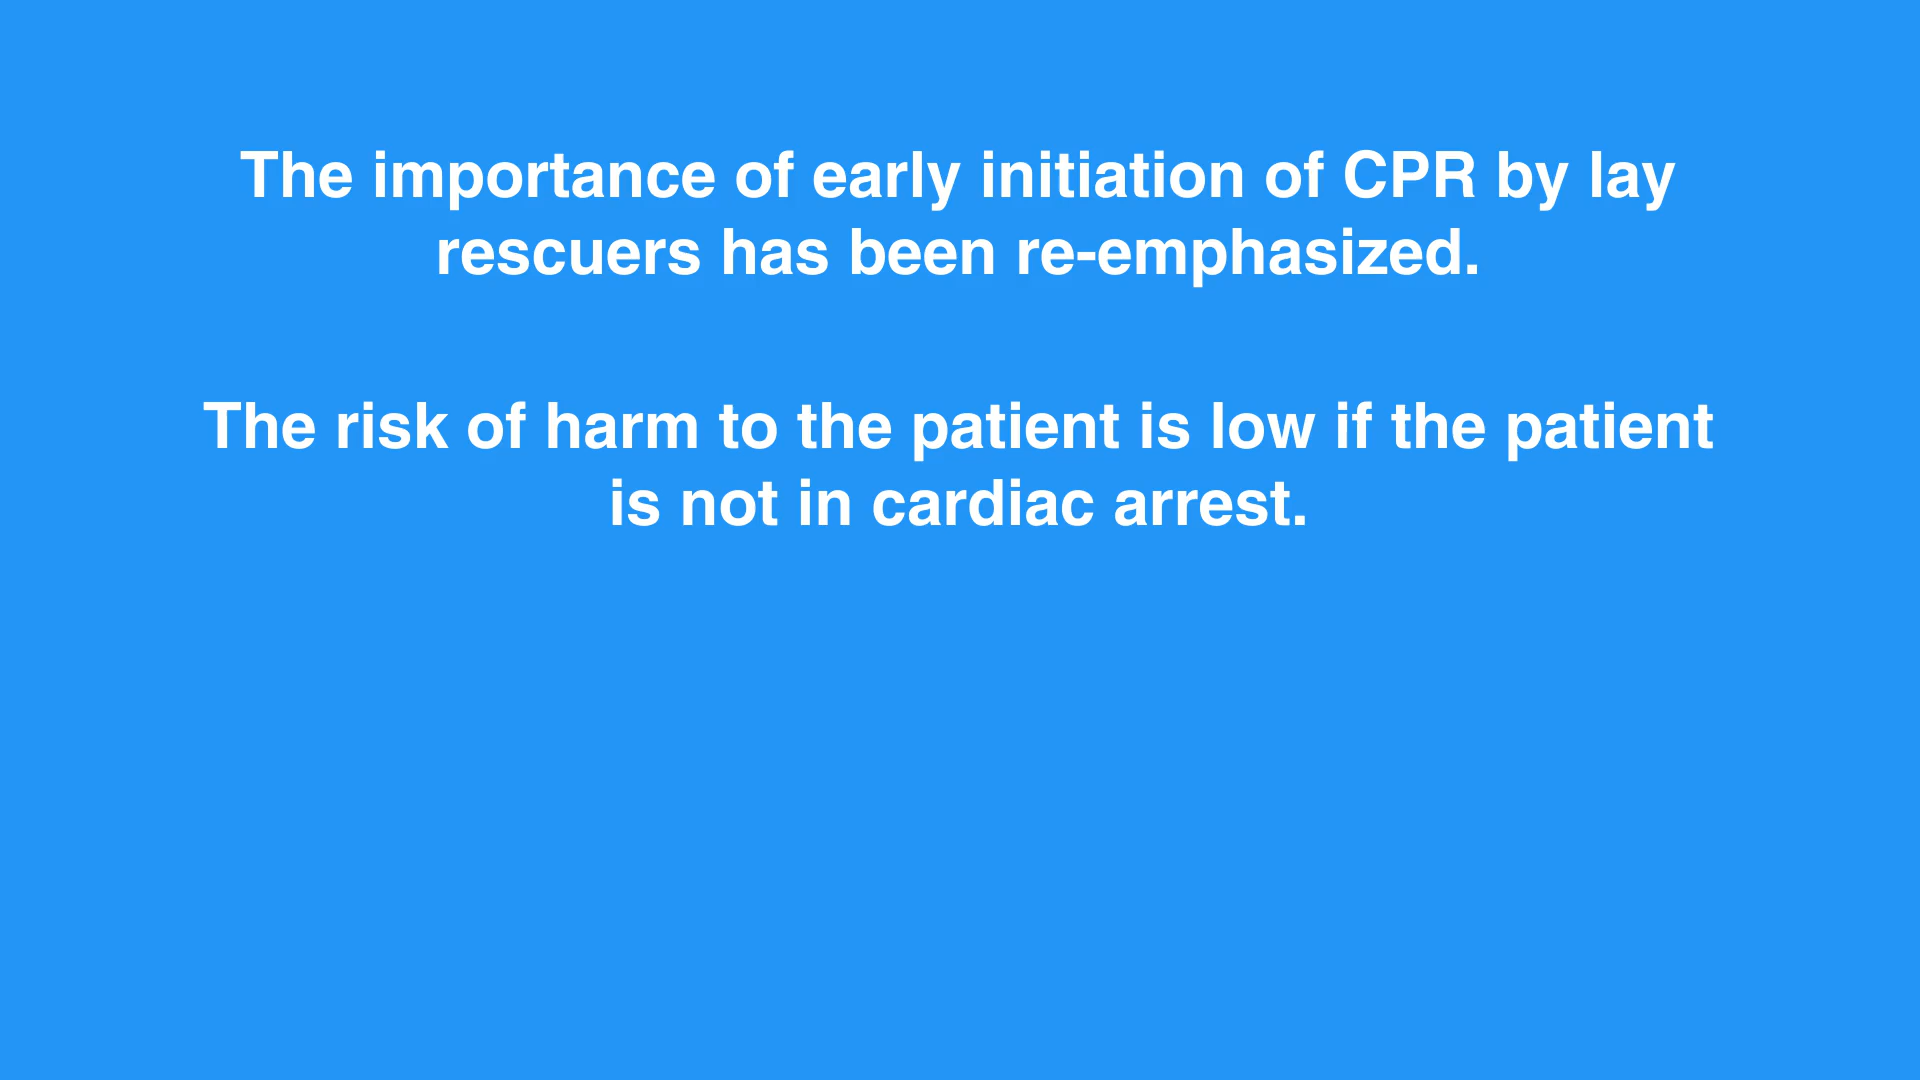 The importance of early initiation of CPR by lay
rescuers has been re-emphasized.
The risk of harm to the patient is low if the patient
is not in cardiac arrest.